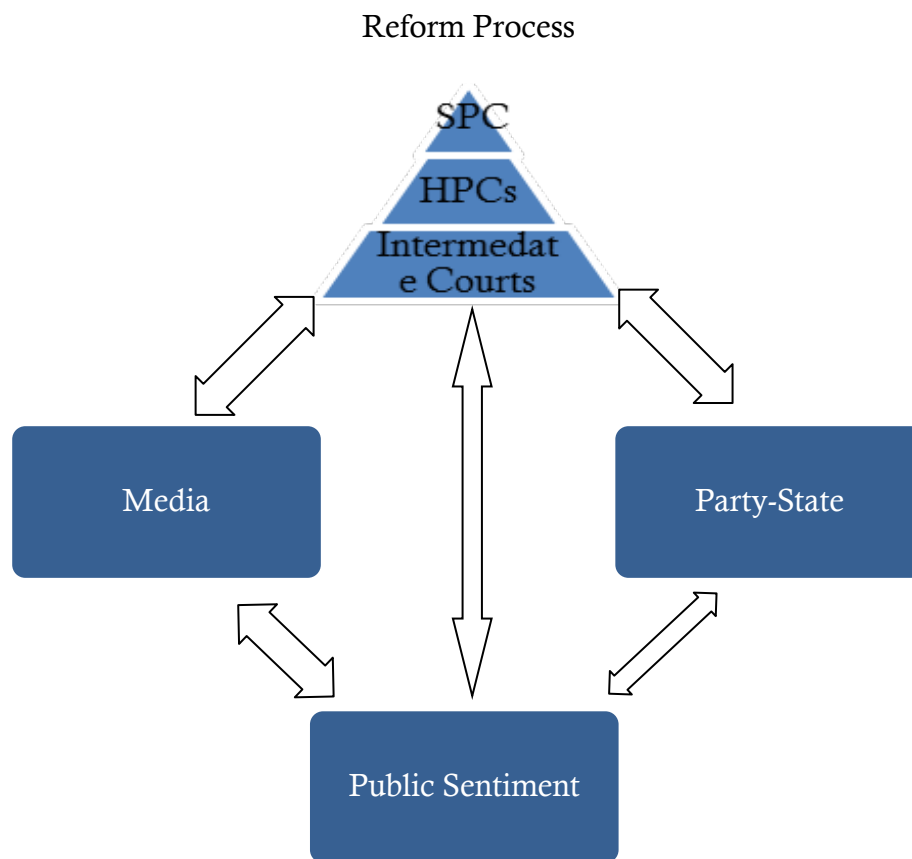 Reform Process
SPC
HPCs
Intermedat
e Courts
Media
Party-State
Public Sentiment